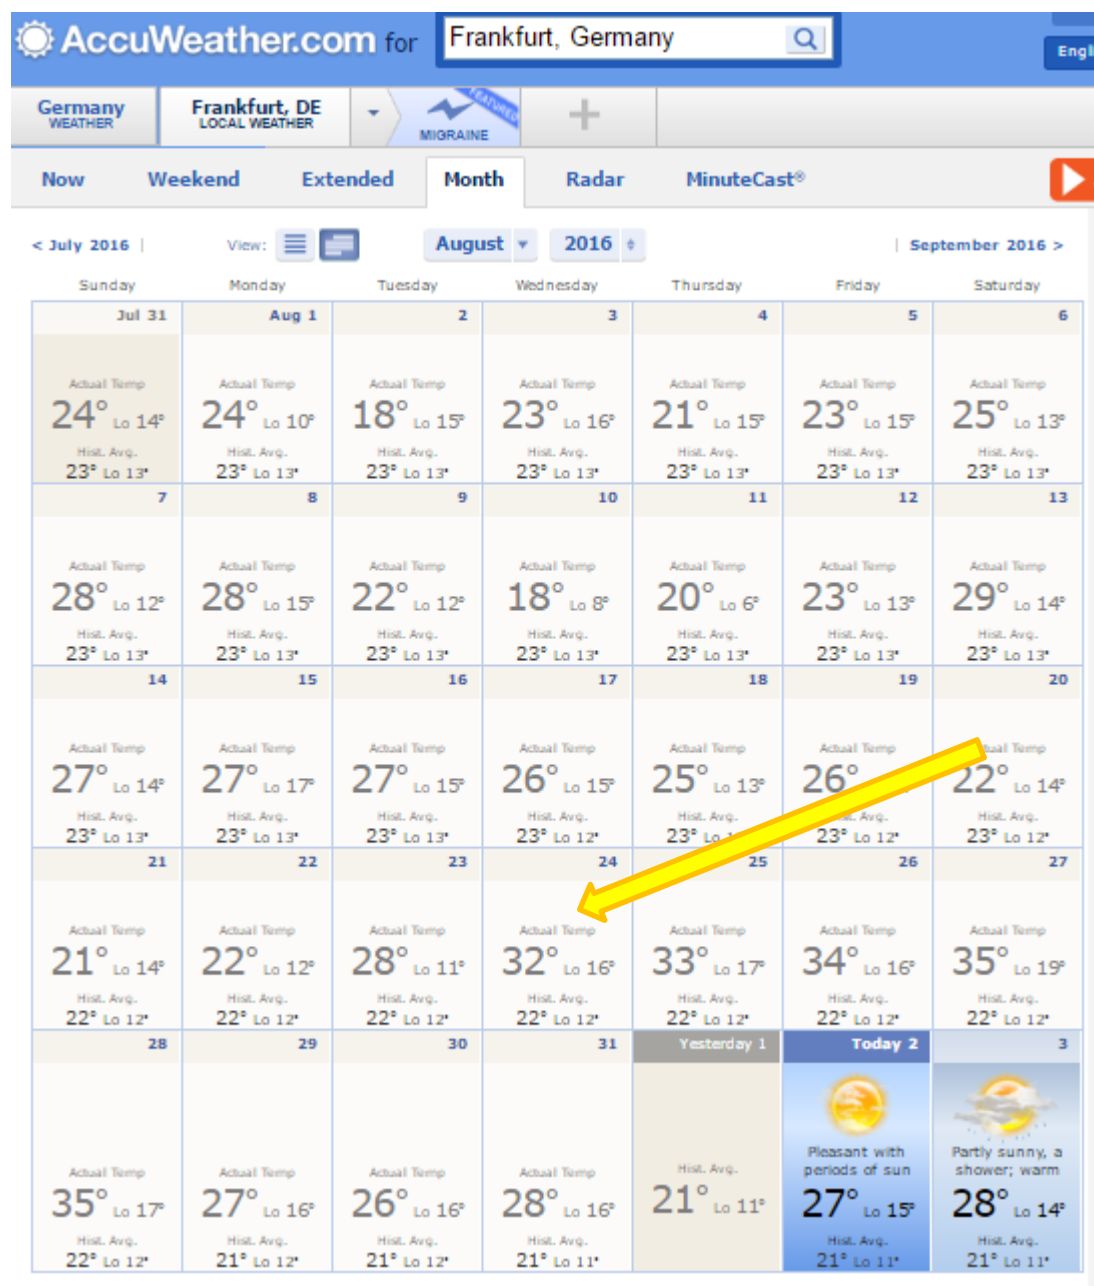 AccuWeather.com for Frankfurt, Germany
Engli
Germany Frankfurt, DE FEATURED
WEATHER LOCAL WEATHER MIGRAINE
Now Weekend Extended Month Radar MinuteCast®
< July 2016 | View: August 2016 | September 2016 >
Sunday Monday Tuesday Wednesday Thursday Friday Saturday
Jul 31 Aug 1 2 3 4 5 6
Actual Temp Actual Temp Actual Temp Actual Temp Actual Temp Actual Temp Actual Temp
24° Lo 14° 24° Lo 10° 18° Lo 15° 23° Lo 16° 21° Lo 15° 23° Lo 15° 25° Lo 13°
Hist. Avg. Hist. Avg. Hist. Avg. Hist. Avg. Hist. Avg. Hist. Avg. Hist. Avg.
23° Lo 13° 23° Lo 13° 23° Lo 13° 23° Lo 13° 23° Lo 13° 23° Lo 13° 23° Lo 13°
7 8 9 10 11 12 13
Actual Temp Actual Temp Actual Temp Actual Temp Actual Temp Actual Temp Actual Temp
28° Lo 12° 28° Lo 15° 22° Lo 12° 18° Lo 8° 20° Lo 6° 23° Lo 13° 29° Lo 14°
Hist. Avg. Hist. Avg. Hist. Avg. Hist. Avg. Hist. Avg. Hist. Avg. Hist. Avg.
23° Lo 13° 23° Lo 13° 23° Lo 13° 23° Lo 13° 23° Lo 13° 23° Lo 13° 23° Lo 13°
14 15 16 17 18 19 20
Actual Temp Actual Temp Actual Temp Actual Temp Actual Temp Actual Temp Temp
27° Lo 14° 27° Lo 17° 27° Lo 15° 26° Lo 15° 25° Lo 13° 26° 22° Lo 14°
Hist. Avg. Hist. Avg. Hist. Avg. Hist. Avg. Hist. Avg. Avg. Hist. Avg.
23° Lo 13° 23° Lo 13° 23° Lo 13° 23° Lo 12° 23° Lo 23° Lo 12° 23° Lo 12°
21 22 23 24 25 26 27
Actual Temp Actual Temp Actual Temp Actual Temp Actual Temp Actual Temp Actual Temp
21° Lo 14° 22° Lo 12° 28° Lo 11° 32° Lo 16° 33° Lo 17° 34° Lo 16° 35° Lo 19°
Hist. Avg. Hist. Avg. Hist. Avg. Hist. Avg. Hist. Avg. Hist. Avg. Hist. Avg.
22° Lo 12° 22° Lo 12° 22° Lo 12° 22° Lo 12° 22° Lo 12° 22° Lo 12° 22° Lo 12°
28 29 30 31 Yesterday 1 Today 2 3
Pleasant with Partly sunny, a
periods of sun shower; warm
Actual Temp Actual Temp Actual Temp Actual Temp Hist. Avg.
35° Lo 17° 27° Lo 16° 26° Lo 16° 28° Lo 16° 21° Lo 11° 27° Lo 15° 28° Lo 14°
Hist. Avg. Hist. Avg. Hist. Avg. Hist. Avg. Hist. Avg. Hist. Avg.
22° Lo 12° 21° Lo 12° 21° Lo 12° 21° Lo 11° 21° Lo 11° 21° Lo 11°